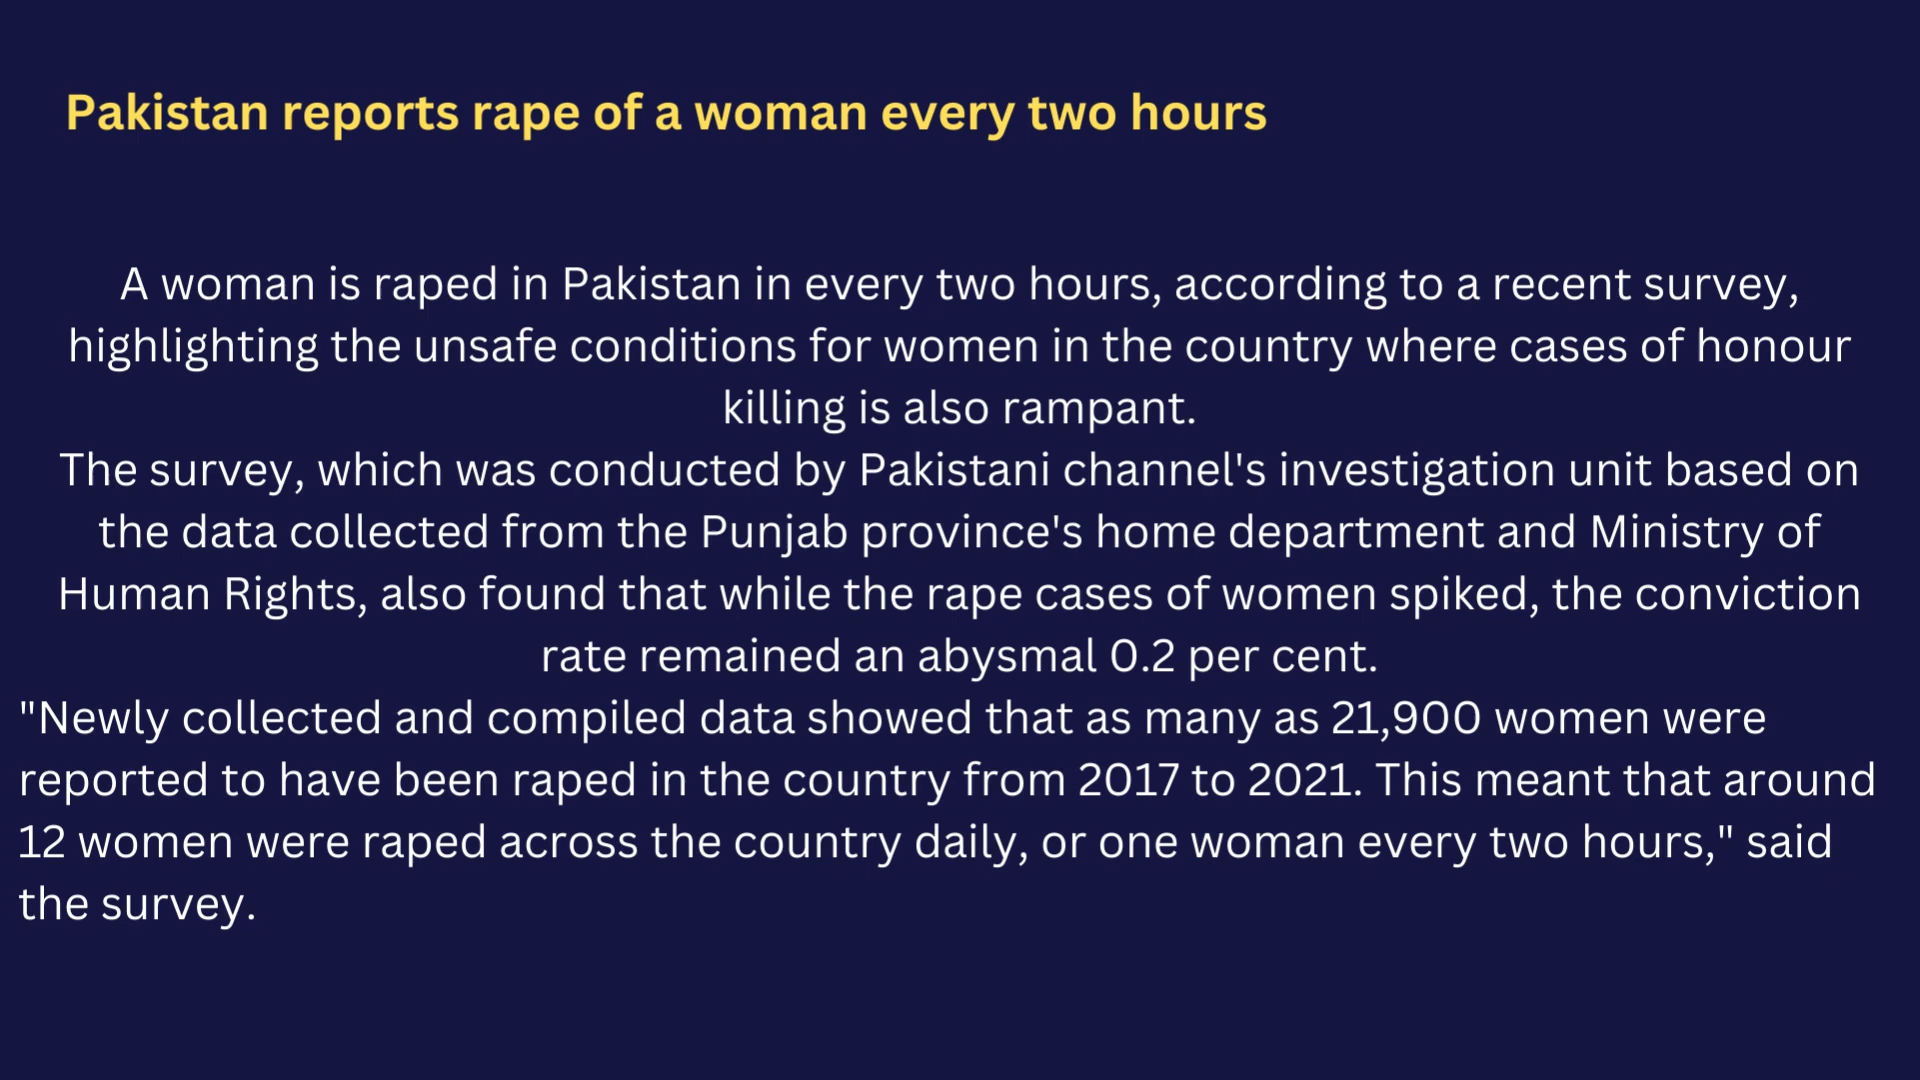 Pakistan reports rape of a woman every two hours
A woman is raped in Pakistan in every two hours, according to a recent survey,
highlighting the unsafe conditions for women in the country where cases of honour
killing is also rampant.
The survey, which was conducted by Pakistani channel's investigation unit based on
the data collected from the Punjab province's home department and Ministry of
Human Rights, also found that while the rape cases of women spiked, the conviction
rate remained an abysmal 0.2 per cent.
"Newly collected and compiled data showed that as many as 21,900 women were
reported to have been raped in the country from 2017 to 2021. This meant that around
12 women were raped across the country daily, or one woman every two hours," said
the survey.